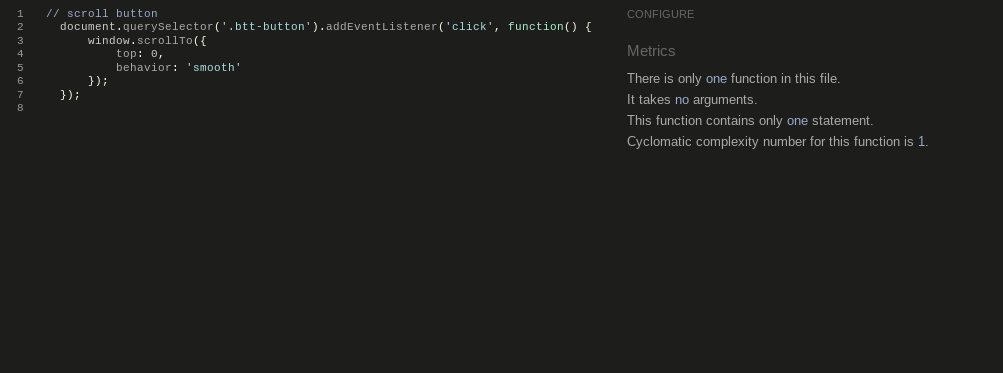 1 // scroll button
2 document.querySelector('.btt-button').addEventListener('click', function() {
3 window.scrollTo({
4 top: 0,
5 behavior: 'smooth'
6 });
7 });
8
CONFIGURE
Metrics
There is only one function in this file.
It takes no arguments.
This function contains only one statement.
Cyclomatic complexity number for this function is 1.